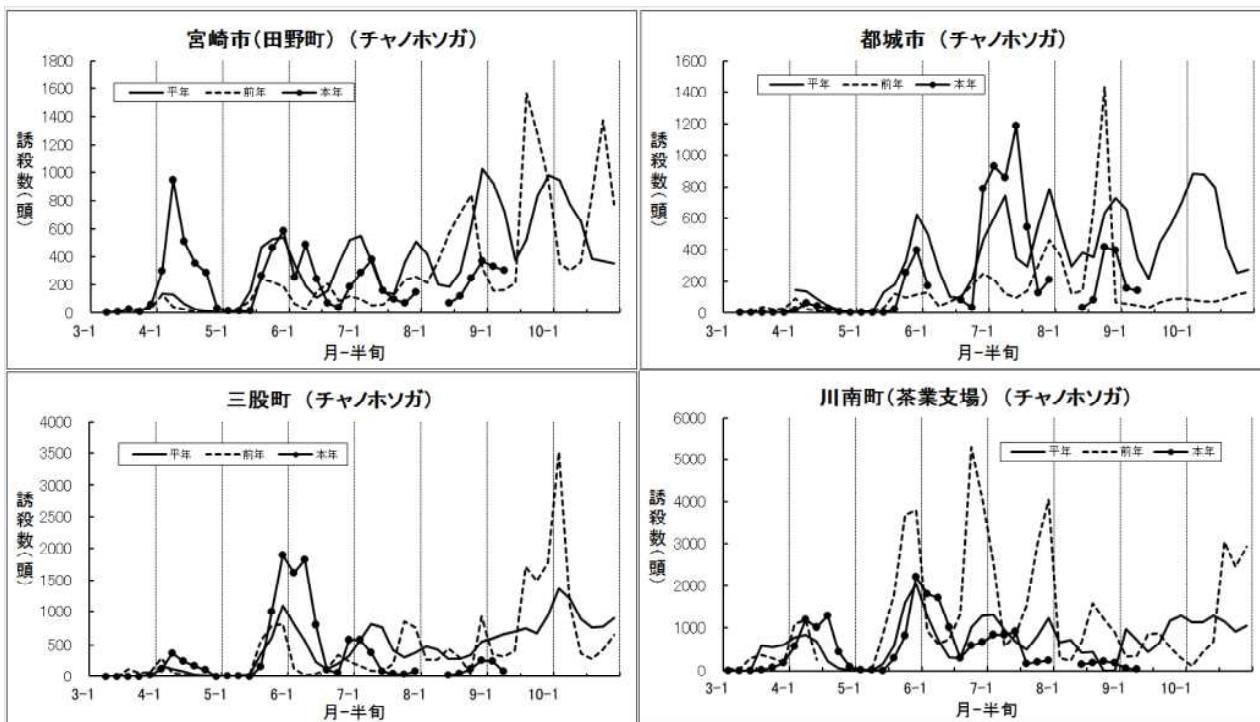 宮崎市(田野町) (チャノホソガ)
平年 前年 本年
誘殺数(頭)
1800
1600
1400
1200
1000
800
600
400
200
0
3-1 4-1 5-1 6-1 7-1 8-1 9-1 10-1
月-半旬
都城市 (チャノホソガ)
平年 前年 本年
誘殺数(頭)
1600
1400
1200
1000
800
600
400
200
0
3-1 4-1 5-1 6-1 7-1 8-1 9-1 10-1
月-半旬
三股町 (チャノホソガ)
平年 前年 本年
誘殺数(頭)
4000
3500
3000
2500
2000
1500
1000
500
0
3-1 4-1 5-1 6-1 7-1 8-1 9-1 10-1
月-半旬
川南町(茶業支場) (チャノホソガ)
平年 前年 本年
誘殺数(頭)
6000
5000
4000
3000
2000
1000
0
3-1 4-1 5-1 6-1 7-1 8-1 9-1 10-1
月-半旬